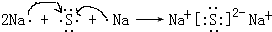 2Na· + ·S̤̈· + ·Na ⟶ Na⁺[:S̤̈:]²⁻Na⁺